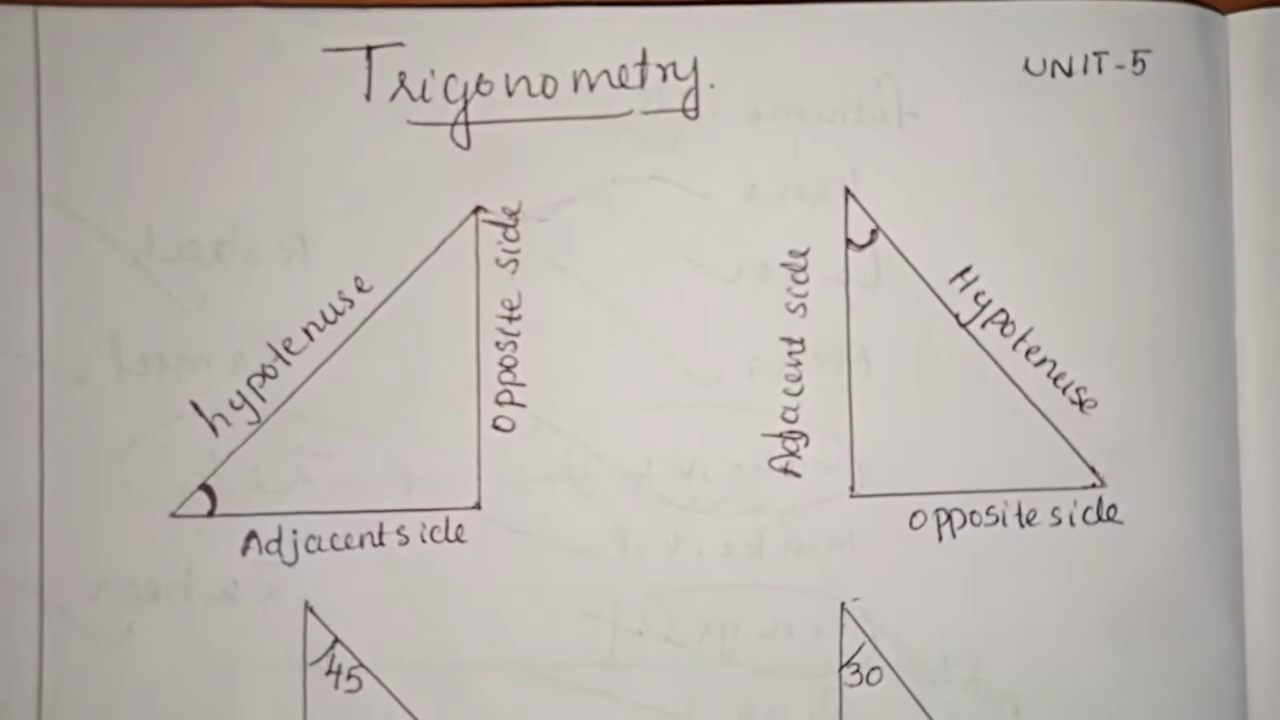 Trigonometry.
UNIT-5
hypotenuse
opposite side
Adjacent side
Adjacent side
Hypotenuse
opposite side
45
30